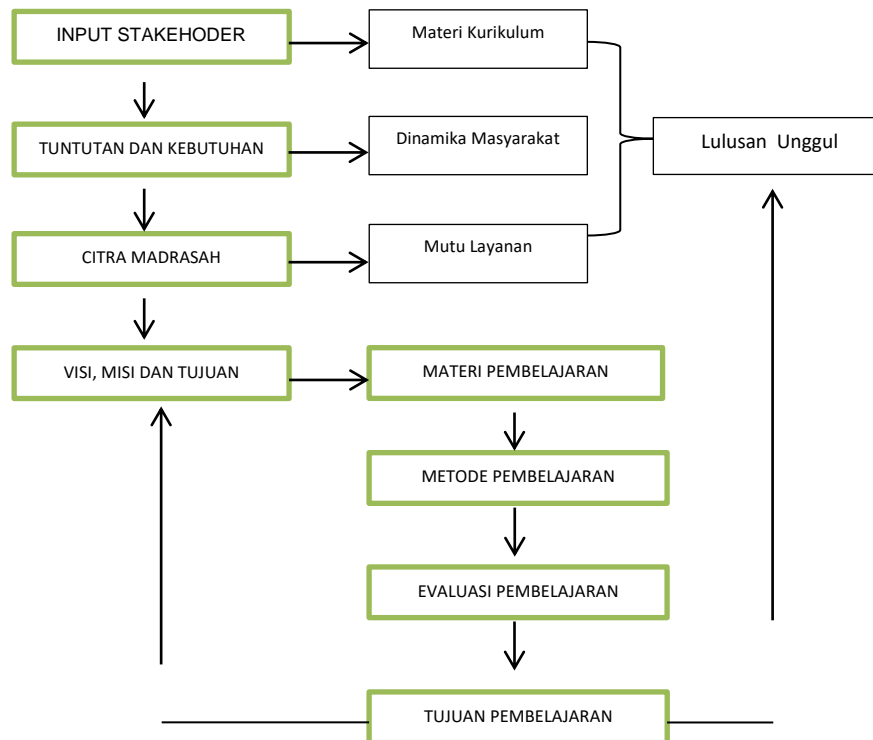 INPUT STAKEHODER
Materi Kurikulum
TUNTUTAN DAN KEBUTUHAN
Dinamika Masyarakat
Lulusan Unggul
CITRA MADRASAH
Mutu Layanan
VISI, MISI DAN TUJUAN
MATERI PEMBELAJARAN
METODE PEMBELAJARAN
EVALUASI PEMBELAJARAN
TUJUAN PEMBELAJARAN